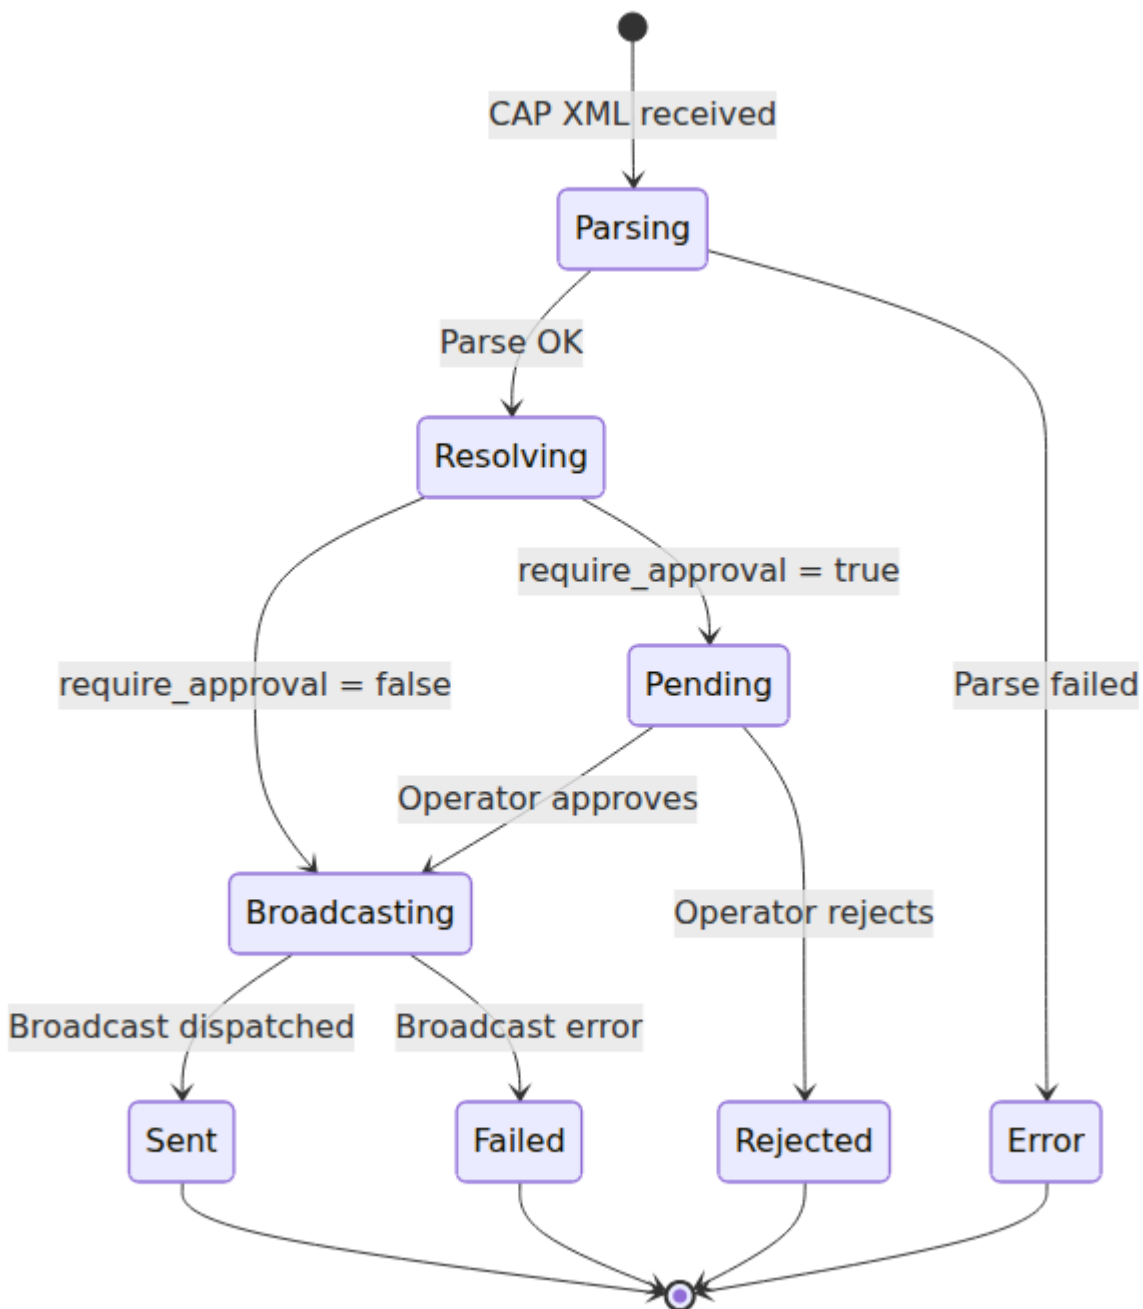 CAP XML received
Parsing
Parse OK
Resolving
require_approval = true
require_approval = false
Pending
Parse failed
Operator approves
Broadcasting
Operator rejects
Broadcast dispatched
Broadcast error
Sent
Failed
Rejected
Error